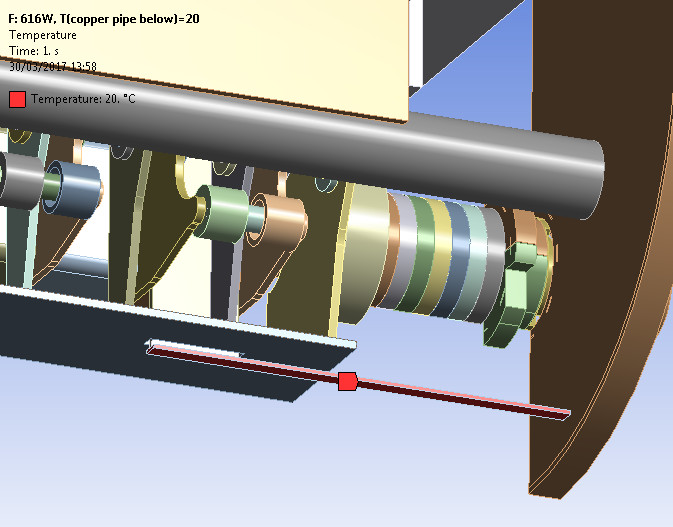 F: 616W, T(copper pipe below)=20
Temperature
Time: 1. s
30/03/2017 13:58
Temperature: 20. °C